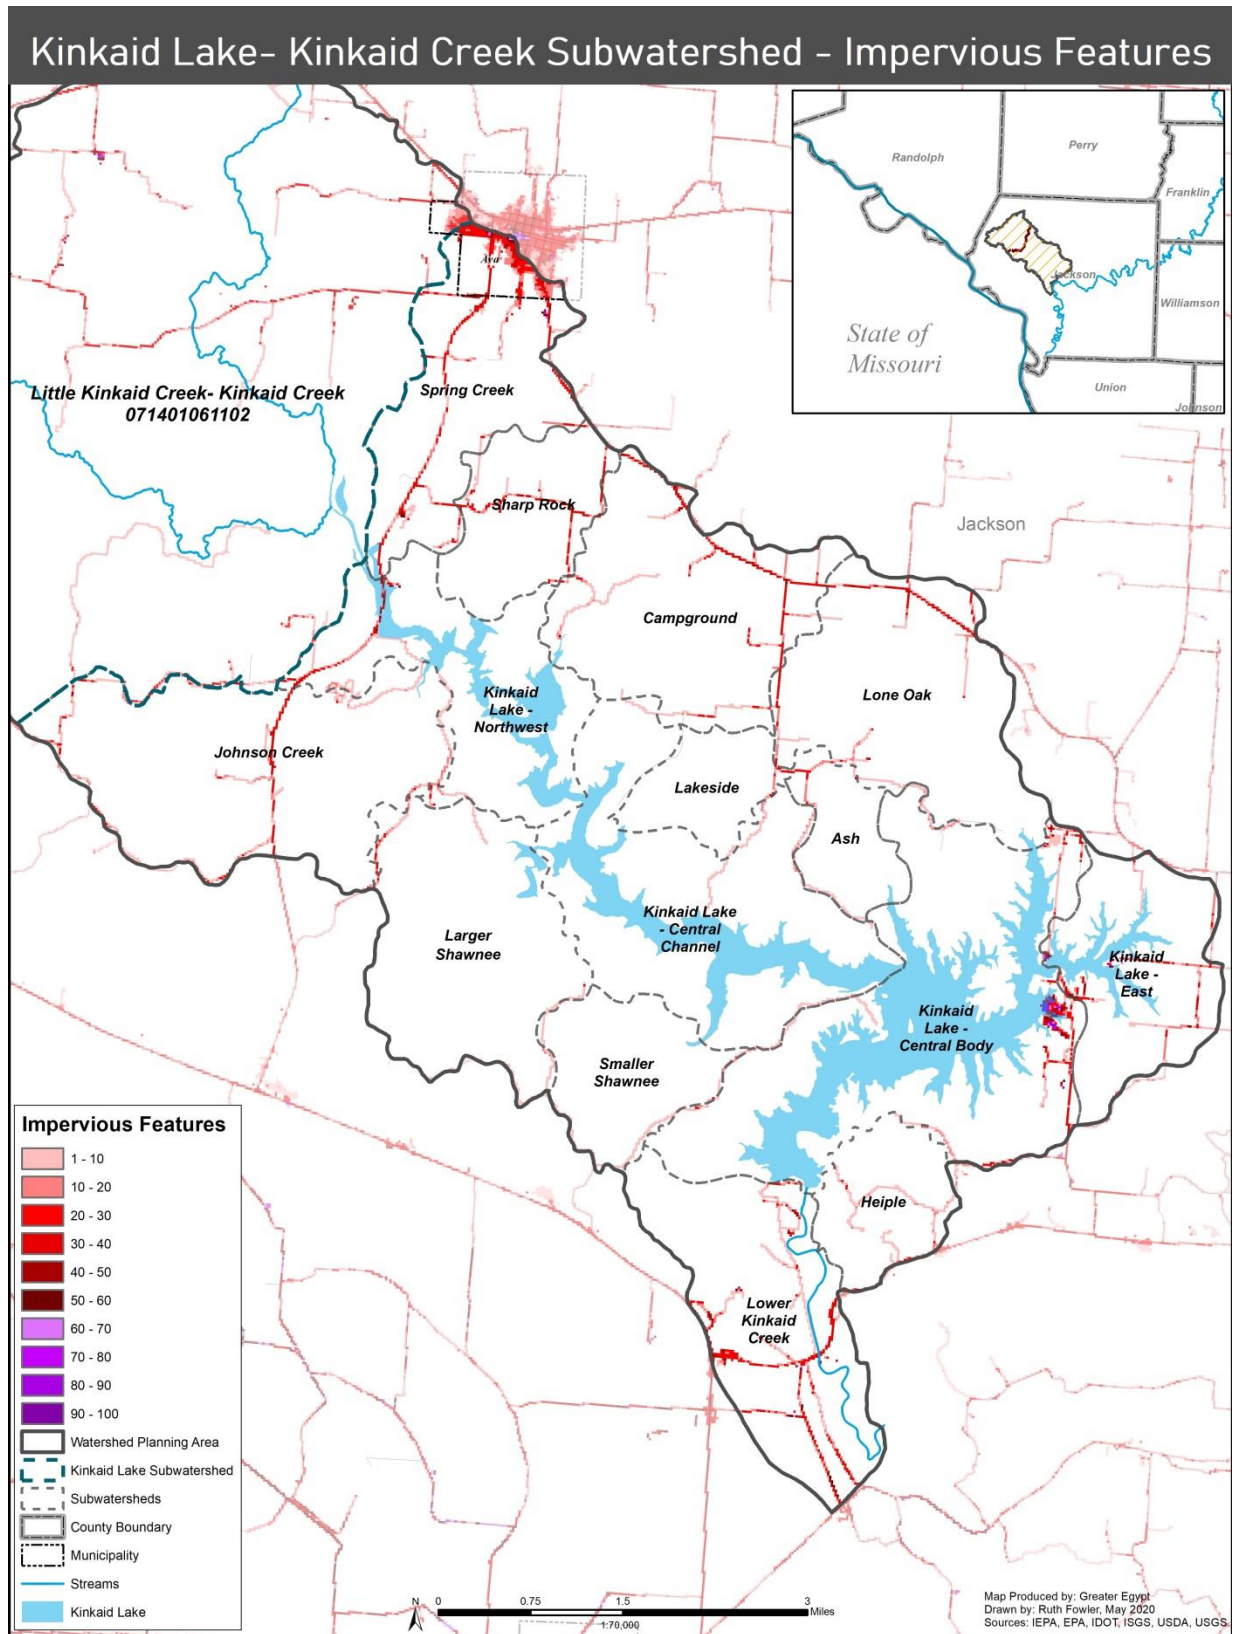 Kinkaid Lake- Kinkaid Creek Subwatershed - Impervious Features
Randolph
Perry
Franklin
Jackson
Williamson
State of
Missouri
Union
Johnson
Ava
Little Kinkaid Creek- Kinkaid Creek
071401061102
Spring Creek
Sharp Rock
Jackson
Campground
Lone Oak
Kinkaid
Lake -
Northwest
Johnson Creek
Lakeside
Ash
Kinkaid Lake
- Central
Channel
Larger
Shawnee
Kinkaid
Lake -
East
Kinkaid
Lake -
Central Body
Smaller
Shawnee
Heiple
Lower
Kinkaid
Creek
Impervious Features
1 - 10
10 - 20
20 - 30
30 - 40
40 - 50
50 - 60
60 - 70
70 - 80
80 - 90
90 - 100
Watershed Planning Area
Kinkaid Lake Subwatershed
Subwatersheds
County Boundary
Municipality
Streams
Kinkaid Lake
N
0 0.75 1.5 3
Miles
1:70,000
Map Produced by: Greater Egypt
Drawn by: Ruth Fowler, May 2020
Sources: IEPA, EPA, IDOT, ISGS, USDA, USGS